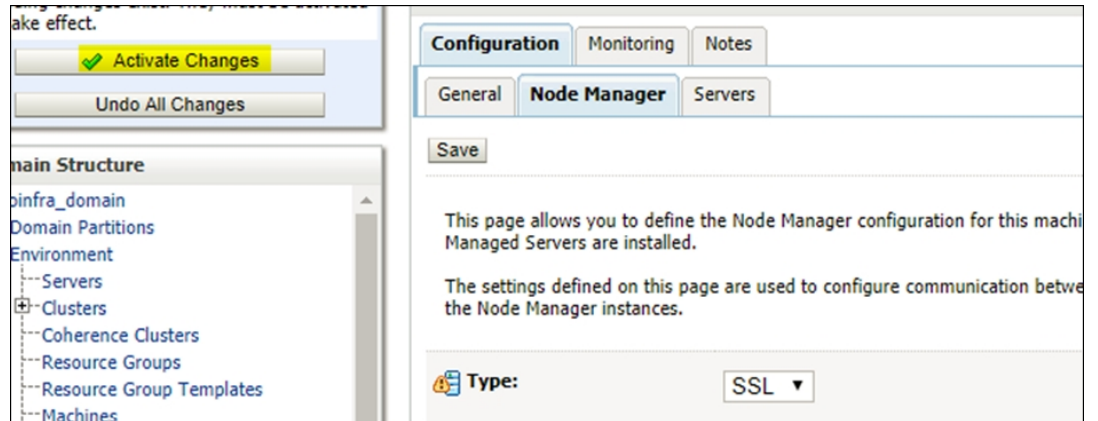 ake effect.
Activate Changes
Undo All Changes
main Structure
oinfra_domain
Domain Partitions
Environment
Servers
Clusters
Coherence Clusters
Resource Groups
Resource Group Templates
Machines
Configuration Monitoring Notes
General Node Manager Servers
Save
This page allows you to define the Node Manager configuration for this machi
Managed Servers are installed.
The settings defined on this page are used to configure communication betwe
the Node Manager instances.
Type: SSL